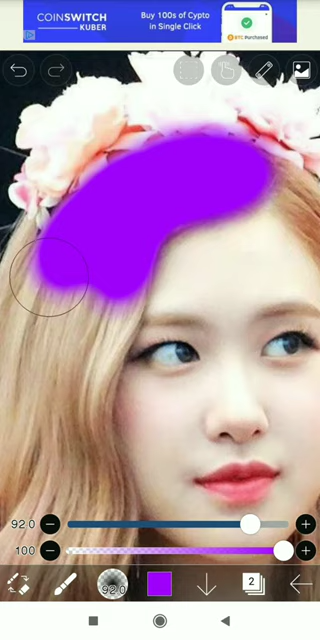 COINSWITCH
KUBER
Buy 100s of Cypto
in Single Click
BTC Purchased
92.0
100
92.0
2